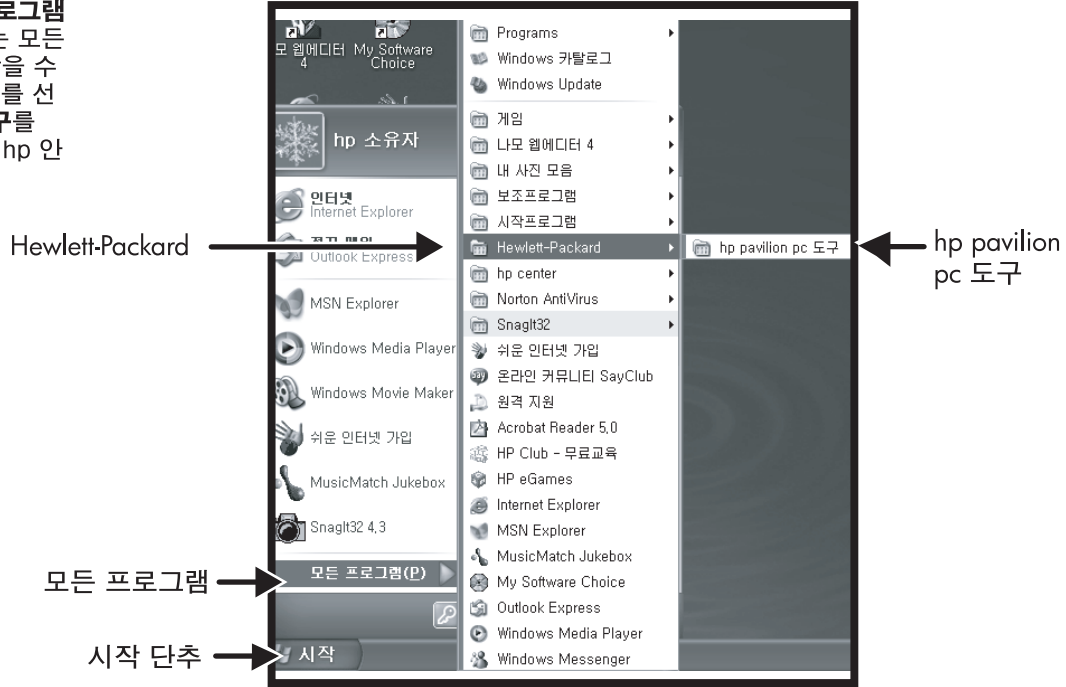 로그램
는 모든
을 수
를 선
구를
hp 안
모 웹에디터
4
My Software
Choice
hp 소유자
인터넷
Internet Explorer
Outlook Express
MSN Explorer
Windows Media Player
Windows Movie Maker
쉬운 인터넷 가입
MusicMatch Jukebox
SnagIt32 4.3
모든 프로그램(P)
시작
Programs
Windows 카탈로그
Windows Update
게임
나모 웹에디터 4
내 사진 모음
보조프로그램
시작프로그램
Hewlett-Packard
hp center
Norton AntiVirus
SnagIt32
쉬운 인터넷 가입
온라인 커뮤니티 SayClub
원격 지원
Acrobat Reader 5.0
HP Club - 무료교육
HP eGames
Internet Explorer
MSN Explorer
MusicMatch Jukebox
My Software Choice
Outlook Express
Windows Media Player
Windows Messenger
hp pavilion pc 도구
Hewlett-Packard
모든 프로그램
시작 단추
hp pavilion
pc 도구